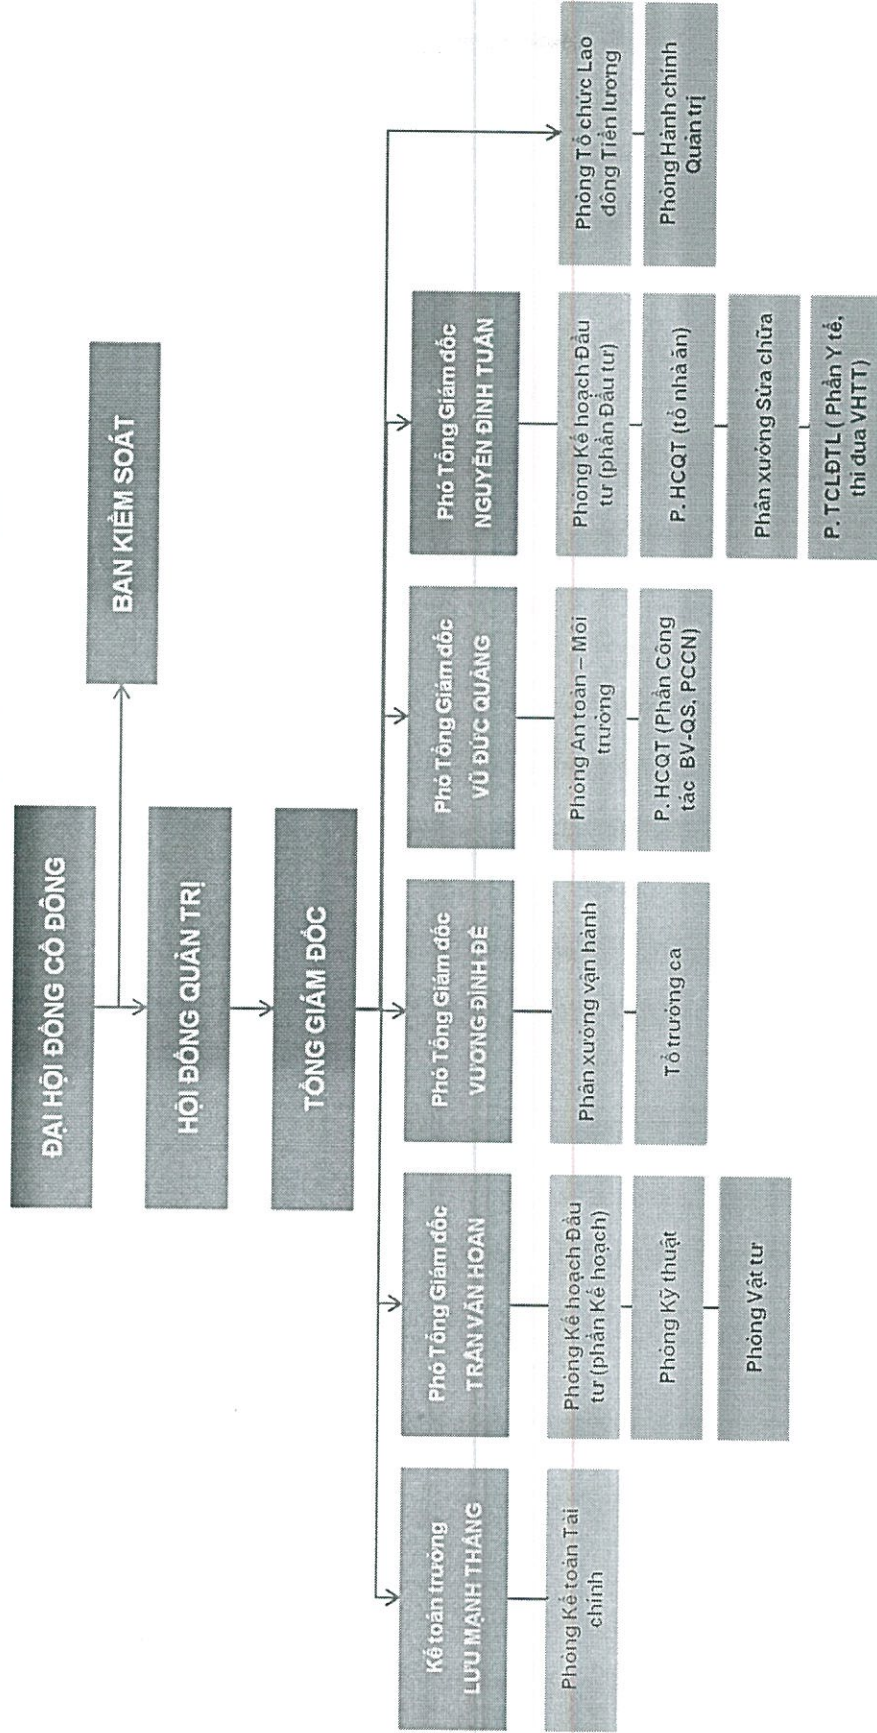 ĐẠI HỘI ĐỒNG CỔ ĐÔNG
BAN KIỂM SOÁT
HỘI ĐỒNG QUẢN TRỊ
TỔNG GIÁM ĐỐC
Kế toán trưởng
LƯU MẠNH THẮNG
Phòng Kế toán Tài
chính
Phó Tổng Giám đốc
TRẦN VĂN HOAN
Phòng Kế hoạch Đầu
tư (phần Kế hoạch)
Phòng Kỹ thuật
Phòng Vật tư
Phó Tổng Giám đốc
VƯƠNG ĐÌNH ĐỀ
Phân xưởng vận hành
Tổ trưởng ca
Phó Tổng Giám đốc
VŨ ĐỨC QUẢNG
Phòng An toàn – Môi
trường
P. HCQT (Phần Công
tác BV-QS, PCCN)
Phó Tổng Giám đốc
NGUYỄN ĐÌNH TUẤN
Phòng Kế hoạch Đầu
tư (phần Đầu tư)
P. HCQT (tổ nhà ăn)
Phân xưởng Sửa chữa
P. TCLĐTL ( Phần Y tế,
thi đua VHTT)
Phòng Tổ chức Lao
động Tiền lương
Phòng Hành chính
Quản trị